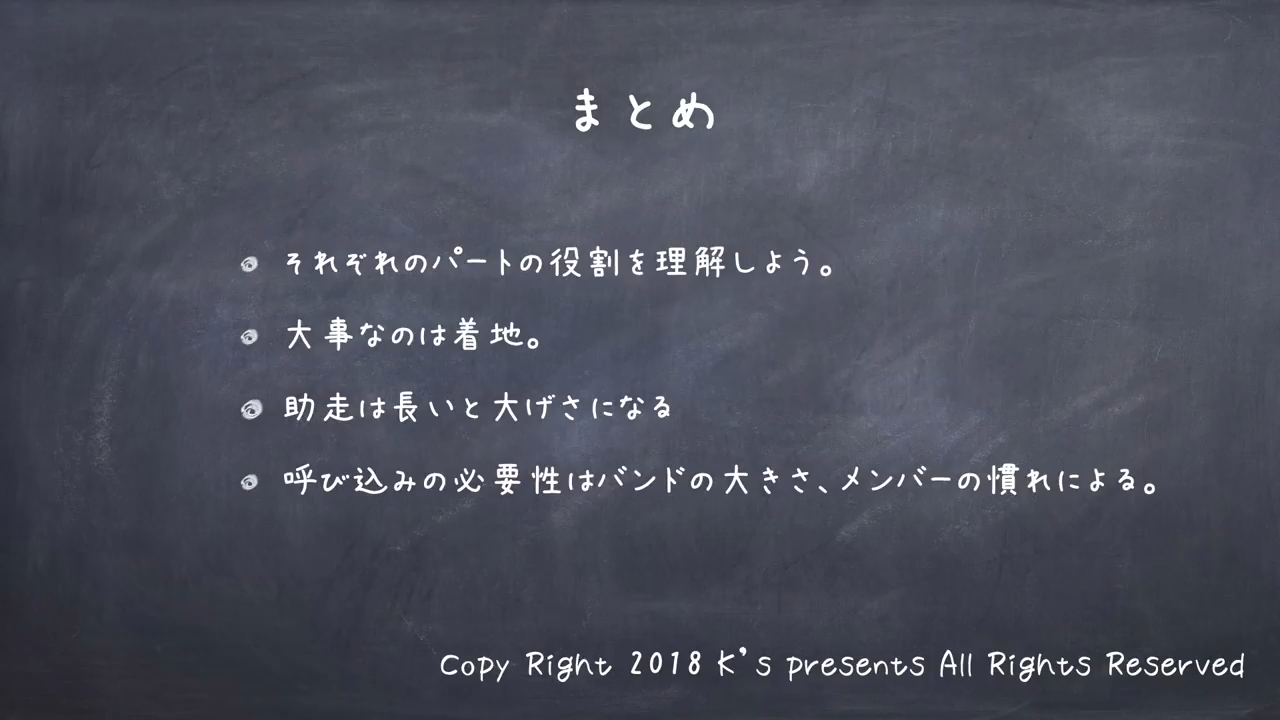 まとめ
それぞれのパートの役割を理解しよう。
大事なのは着地。
助走は長いと大げさになる
呼び込みの必要性はバンドの大きさ、メンバーの慣れによる。
Copy Right 2018 K's presents All Rights Reserved